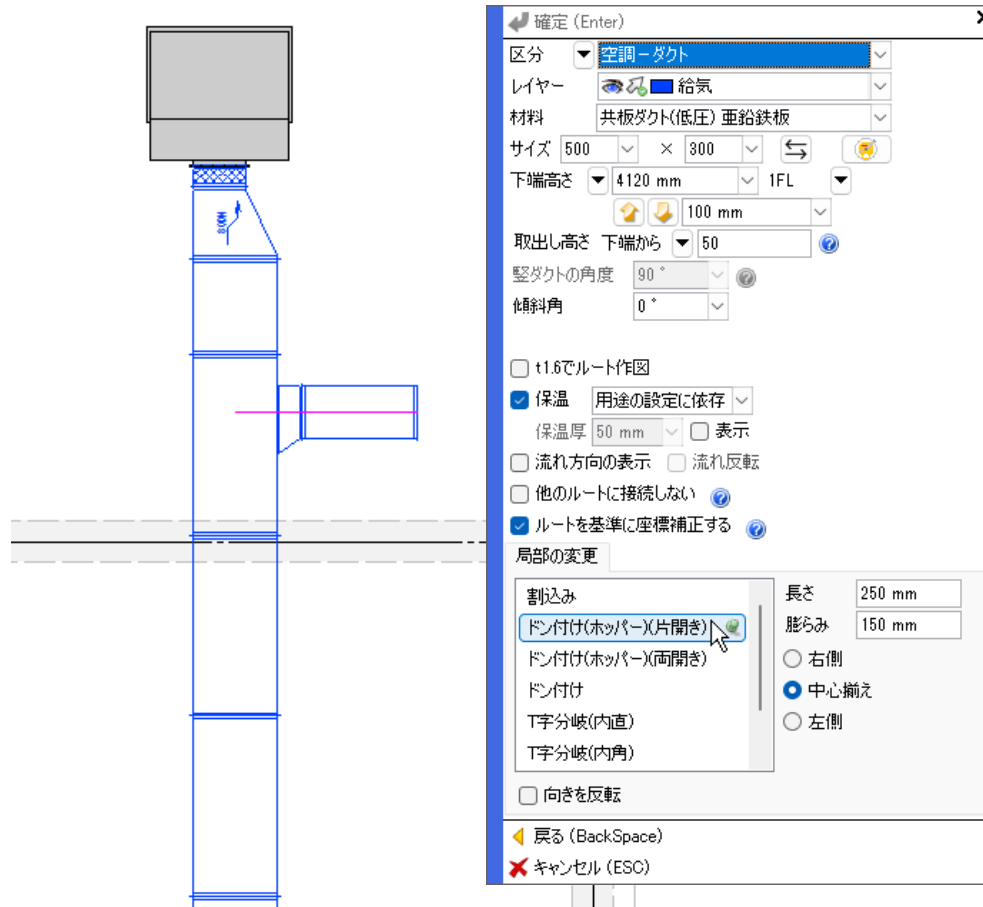 確定 (Enter)
区分 空調-ダクト
レイヤー 給気
材料 共板ダクト(低圧) 亜鉛鉄板
サイズ 500 × 300
下端高さ 4120 mm 1FL
100 mm
取出し高さ 下端から 50
竪ダクトの角度 90 °
傾斜角 0 °
t1.6でルート作図
保温 用途の設定に依存
保温厚 50 mm 表示
流れ方向の表示 流れ反転
他のルートに接続しない
ルートを基準に座標補正する
局部の変更
割込み
ドン付け(ホッパー)(片開き)
ドン付け(ホッパー)(両開き)
ドン付け
T字分岐(内直)
T字分岐(内角)
長さ 250 mm
膨らみ 150 mm
右側
中心揃え
左側
向きを反転
戻る (BackSpace)
キャンセル (ESC)